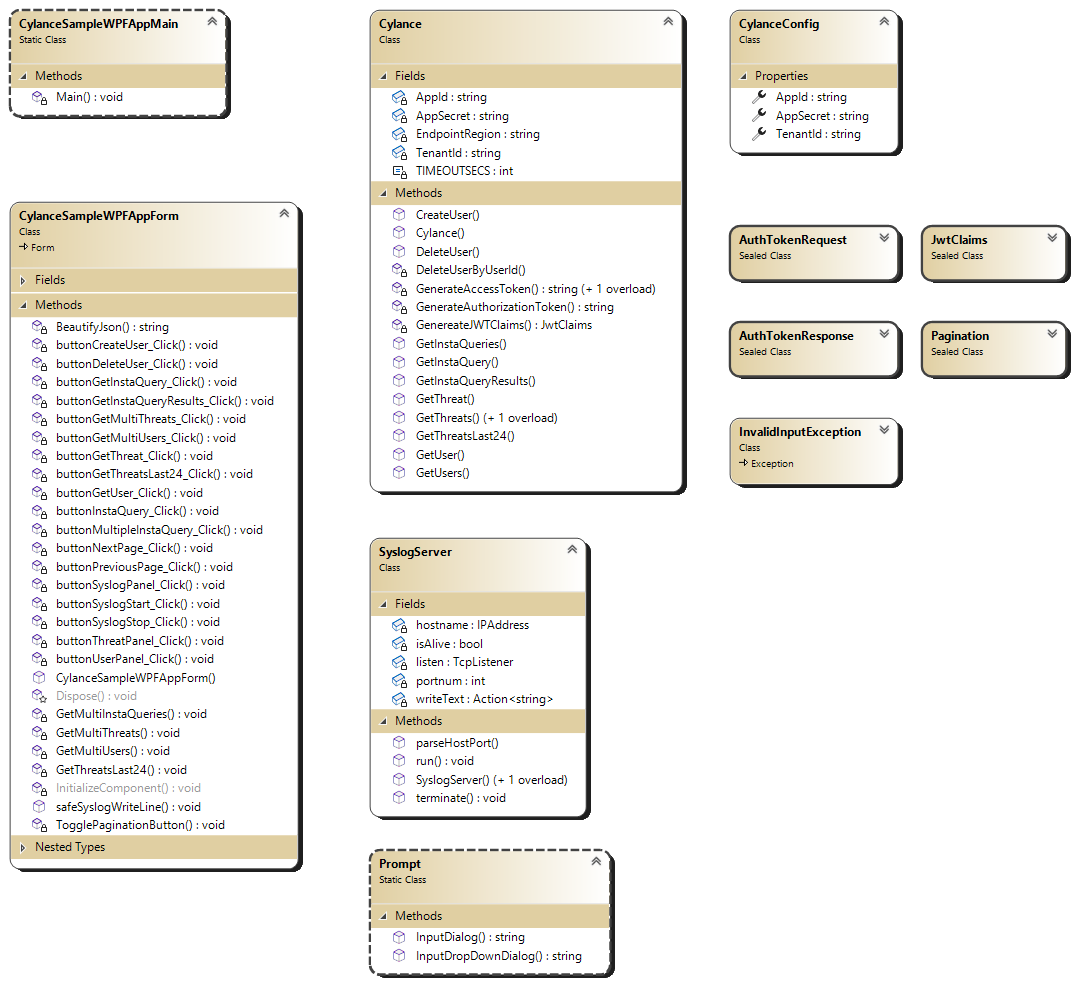 CylanceSampleWPFAppMain
Static Class
Methods
Main() : void
CylanceSampleWPFAppForm
Class
Form
Fields
Methods
BeautifyJson() : string
buttonCreateUser_Click() : void
buttonDeleteUser_Click() : void
buttonGetInstaQuery_Click() : void
buttonGetInstaQueryResults_Click() : void
buttonGetMultiThreats_Click() : void
buttonGetMultiUsers_Click() : void
buttonGetThreat_Click() : void
buttonGetThreatsLast24_Click() : void
buttonGetUser_Click() : void
buttonInstaQuery_Click() : void
buttonMultipleInstaQuery_Click() : void
buttonNextPage_Click() : void
buttonPreviousPage_Click() : void
buttonSyslogPanel_Click() : void
buttonSyslogStart_Click() : void
buttonSyslogStop_Click() : void
buttonThreatPanel_Click() : void
buttonUserPanel_Click() : void
CylanceSampleWPFAppForm()
Dispose() : void
GetMultiInstaQueries() : void
GetMultiThreats() : void
GetMultiUsers() : void
GetThreatsLast24() : void
InitializeComponent() : void
safeSyslogWriteLine() : void
TogglePaginationButton() : void
Nested Types
Cylance
Class
Fields
AppId : string
AppSecret : string
EndpointRegion : string
TenantId : string
TIMEOUTSECS : int
Methods
CreateUser()
Cylance()
DeleteUser()
DeleteUserByUserId()
GenerateAccessToken() : string (+ 1 overload)
GenerateAuthorizationToken() : string
GenereateJWTClaims() : JwtClaims
GetInstaQueries()
GetInstaQuery()
GetInstaQueryResults()
GetThreat()
GetThreats() (+ 1 overload)
GetThreatsLast24()
GetUser()
GetUsers()
SyslogServer
Class
Fields
hostname : IPAddress
isAlive : bool
listen : TcpListener
portnum : int
writeText : Action<string>
Methods
parseHostPort()
run() : void
SyslogServer() (+ 1 overload)
terminate() : void
Prompt
Static Class
Methods
InputDialog() : string
InputDropDownDialog() : string
CylanceConfig
Class
Properties
AppId : string
AppSecret : string
TenantId : string
AuthTokenRequest
Sealed Class
JwtClaims
Sealed Class
AuthTokenResponse
Sealed Class
Pagination
Sealed Class
InvalidInputException
Class
Exception